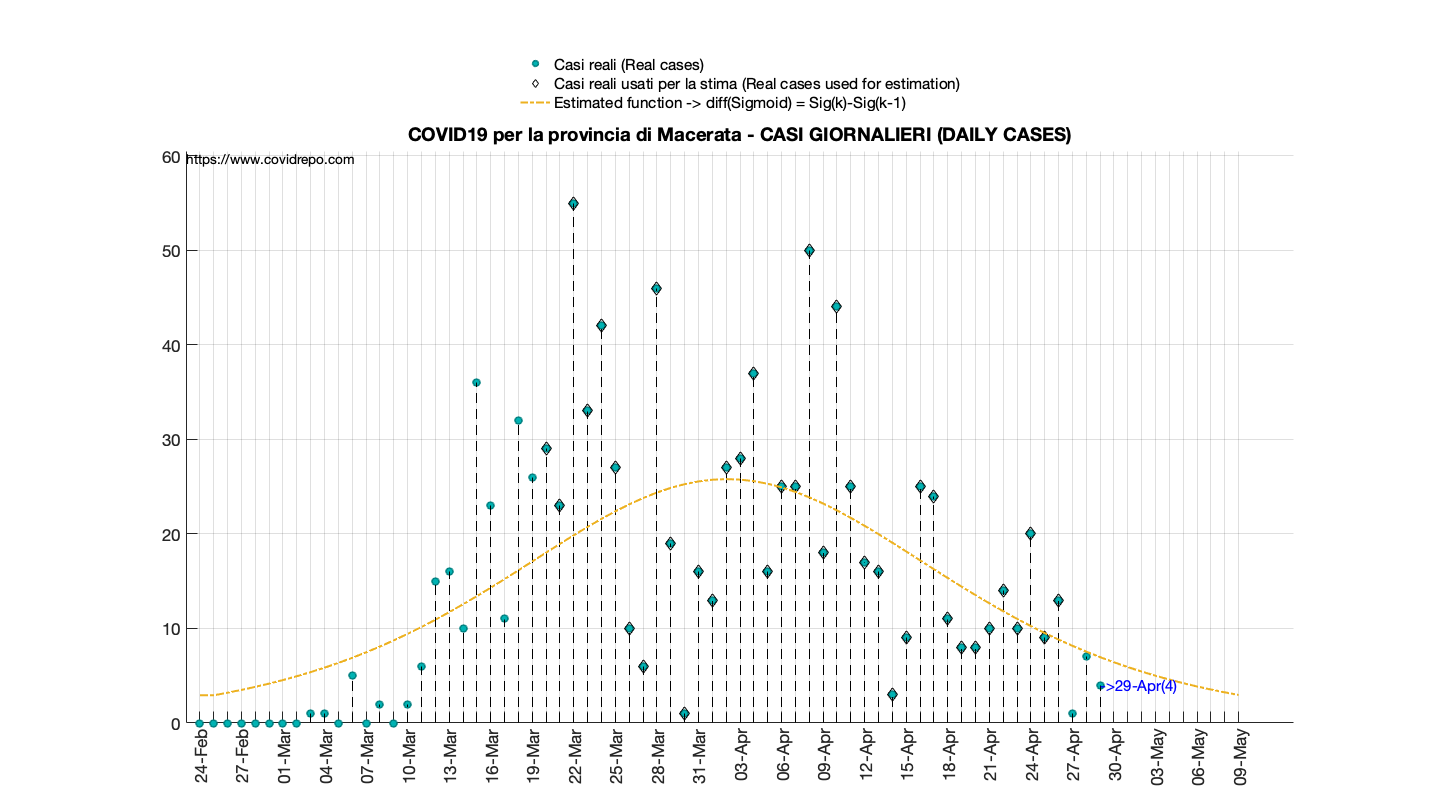 Casi reali (Real cases)
Casi reali usati per la stima (Real cases used for estimation)
Estimated function -> diff(Sigmoid) = Sig(k)-Sig(k-1)
COVID19 per la provincia di Macerata - CASI GIORNALIERI (DAILY CASES)
https://www.covidrepo.com
60
50
40
30
20
10
0
>29-Apr(4)
24-Feb
27-Feb
01-Mar
04-Mar
07-Mar
10-Mar
13-Mar
16-Mar
19-Mar
22-Mar
25-Mar
28-Mar
31-Mar
03-Apr
06-Apr
09-Apr
12-Apr
15-Apr
18-Apr
21-Apr
24-Apr
27-Apr
30-Apr
03-May
06-May
09-May